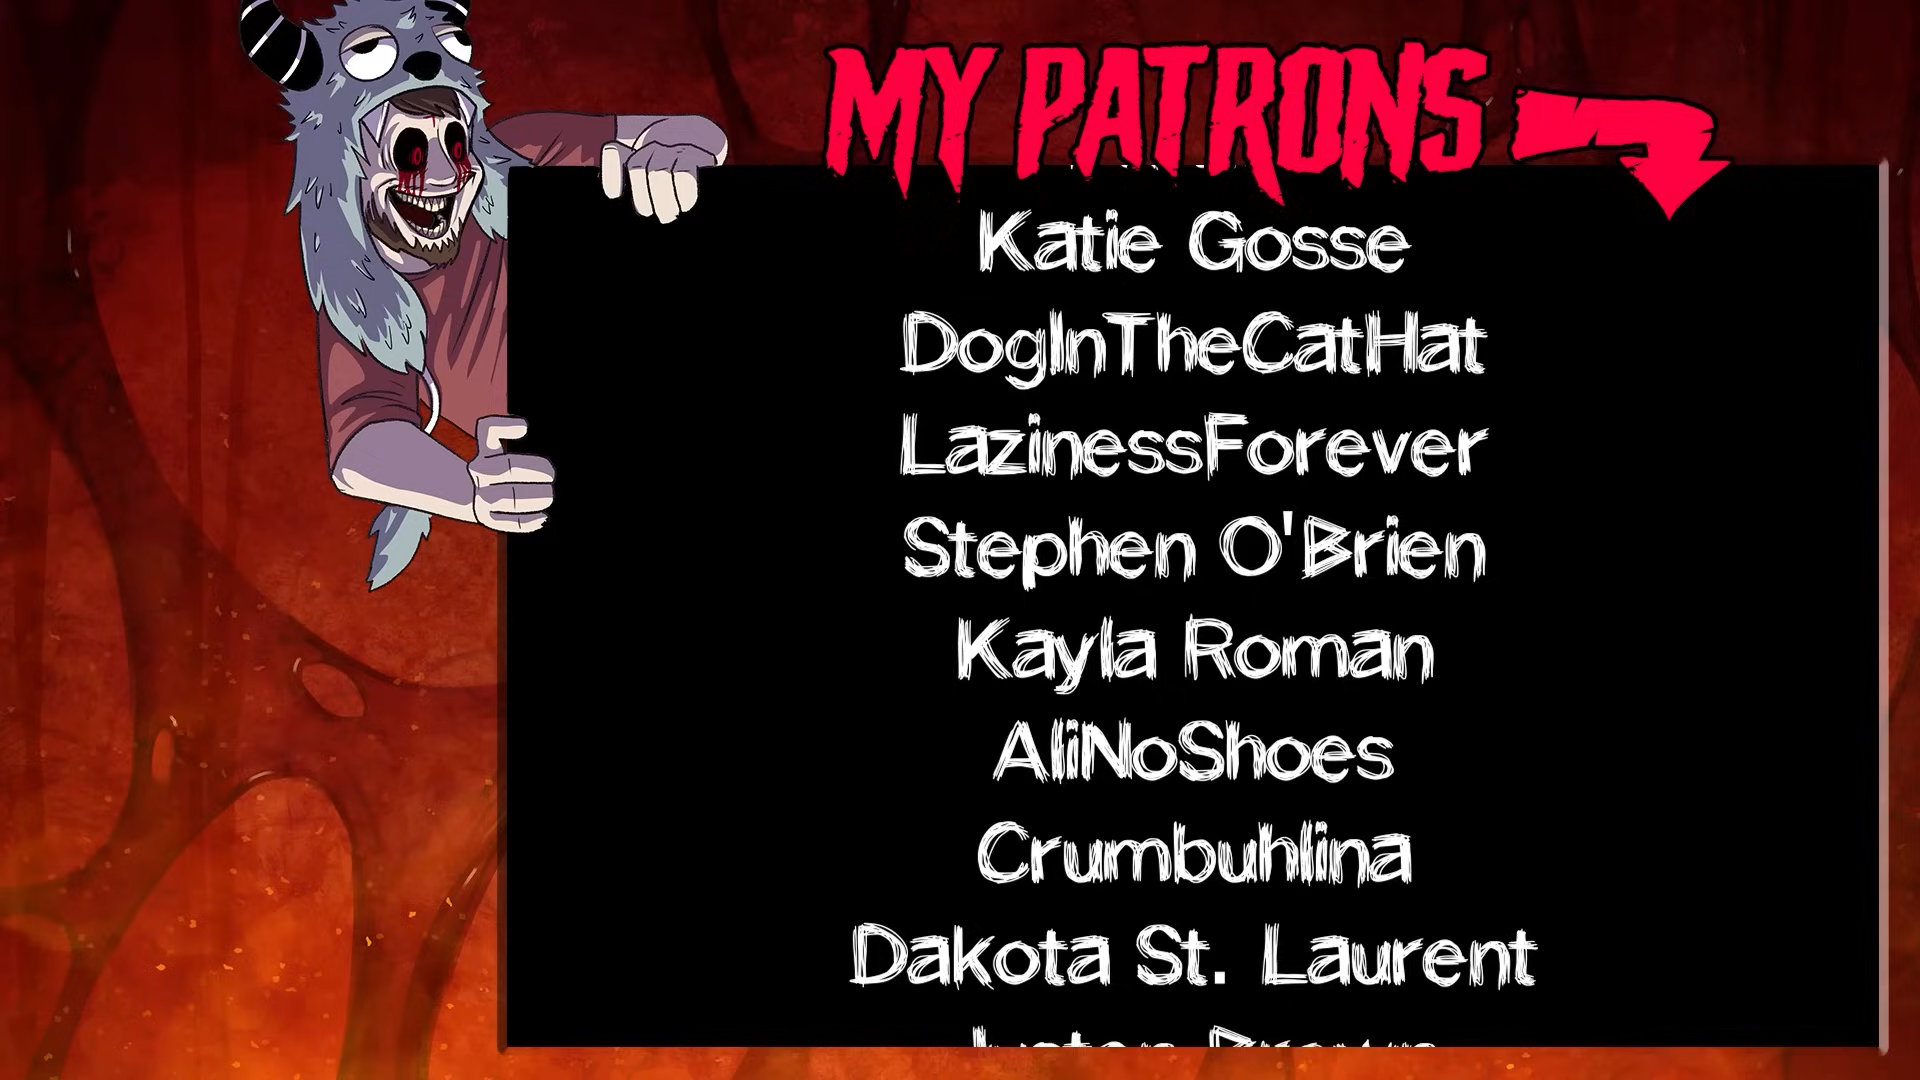 MY PATRONS
Katie Gosse
DogInTheCatHat
LazinessForever
Stephen O'Brien
Kayla Roman
AliNoShoes
Crumbuhlina
Dakota St. Laurent